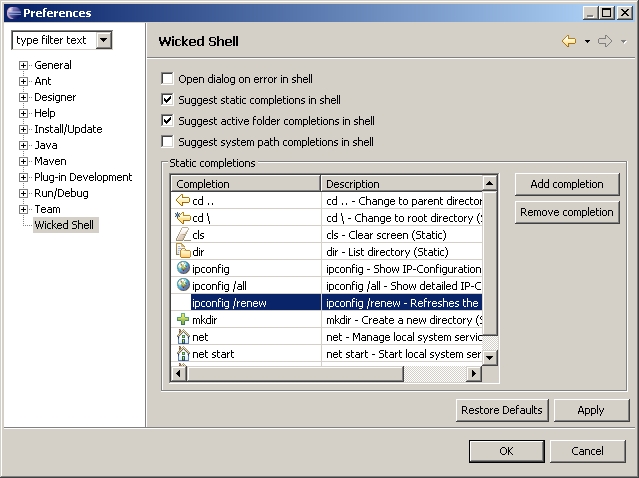 Preferences
type filter text
General
Ant
Designer
Help
Install/Update
Java
Maven
Plug-in Development
Run/Debug
Team
Wicked Shell
Wicked Shell
Open dialog on error in shell
Suggest static completions in shell
Suggest active folder completions in shell
Suggest system path completions in shell
Static completions
Completion Description
cd .. cd .. - Change to parent director
cd \ cd \ - Change to root directory (S
cls cls - Clear screen (Static)
dir dir - List directory (Static)
ipconfig ipconfig - Show IP-Configuration
ipconfig /all ipconfig /all - Show detailed IP-C
ipconfig /renew ipconfig /renew - Refreshes the
mkdir mkdir - Create a new directory (S
net net - Manage local system servic
net start net start - Start local system ser
Add completion
Remove completion
Restore Defaults Apply
OK Cancel